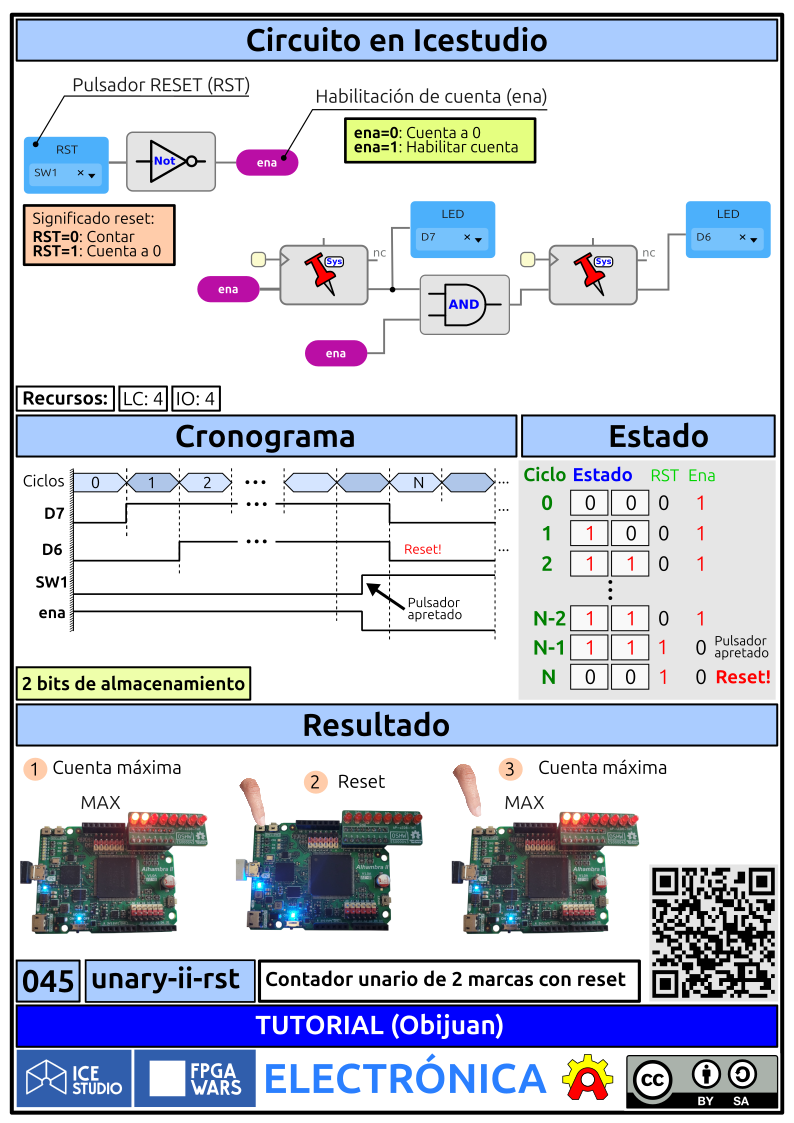 Circuito en Icestudio
Pulsador RESET (RST)
Habilitación de cuenta (ena)
ena=0: Cuenta a 0
ena=1: Habilitar cuenta
RST
SW1
Not
ena
Significado reset:
RST=0: Contar
RST=1: Cuenta a 0
LED
D7
LED
D6
Sys
nc
Sys
nc
ena
AND
ena
Recursos: LC: 4 IO: 4
Cronograma
Estado
Ciclos 0 1 2 ... N ...
D7 ... ...
D6 ... Reset! ...
SW1
ena
Pulsador
apretado
Ciclo Estado RST Ena
0 0 0 0 1
1 1 0 0 1
2 1 1 0 1
N-2 1 1 0 1
N-1 1 1 1 0 Pulsador
apretado
N 0 0 1 0 Reset!
2 bits de almacenamiento
Resultado
1 Cuenta máxima
2 Reset
3 Cuenta máxima
MAX
MAX
Alhambra II
Alhambra II
Alhambra II
045
unary-ii-rst
Contador unario de 2 marcas con reset
TUTORIAL (Obijuan)
ICE
STUDIO
FPGA
WARS
ELECTRÓNICA
CC
BY SA